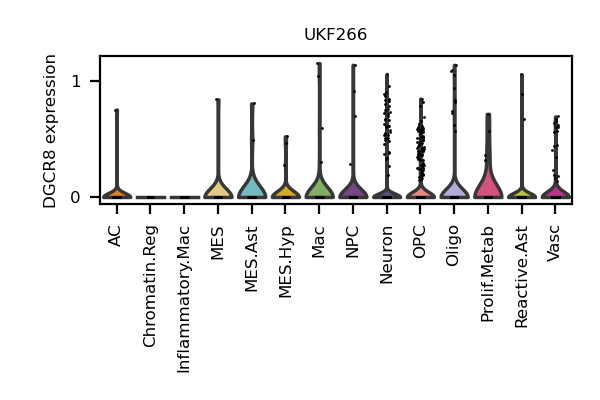 UKF266
DGCR8 expression
1
0
AC
Chromatin.Reg
Inflammatory.Mac
MES
MES.Ast
MES.Hyp
Mac
NPC
Neuron
OPC
Oligo
Prolif.Metab
Reactive.Ast
Vasc